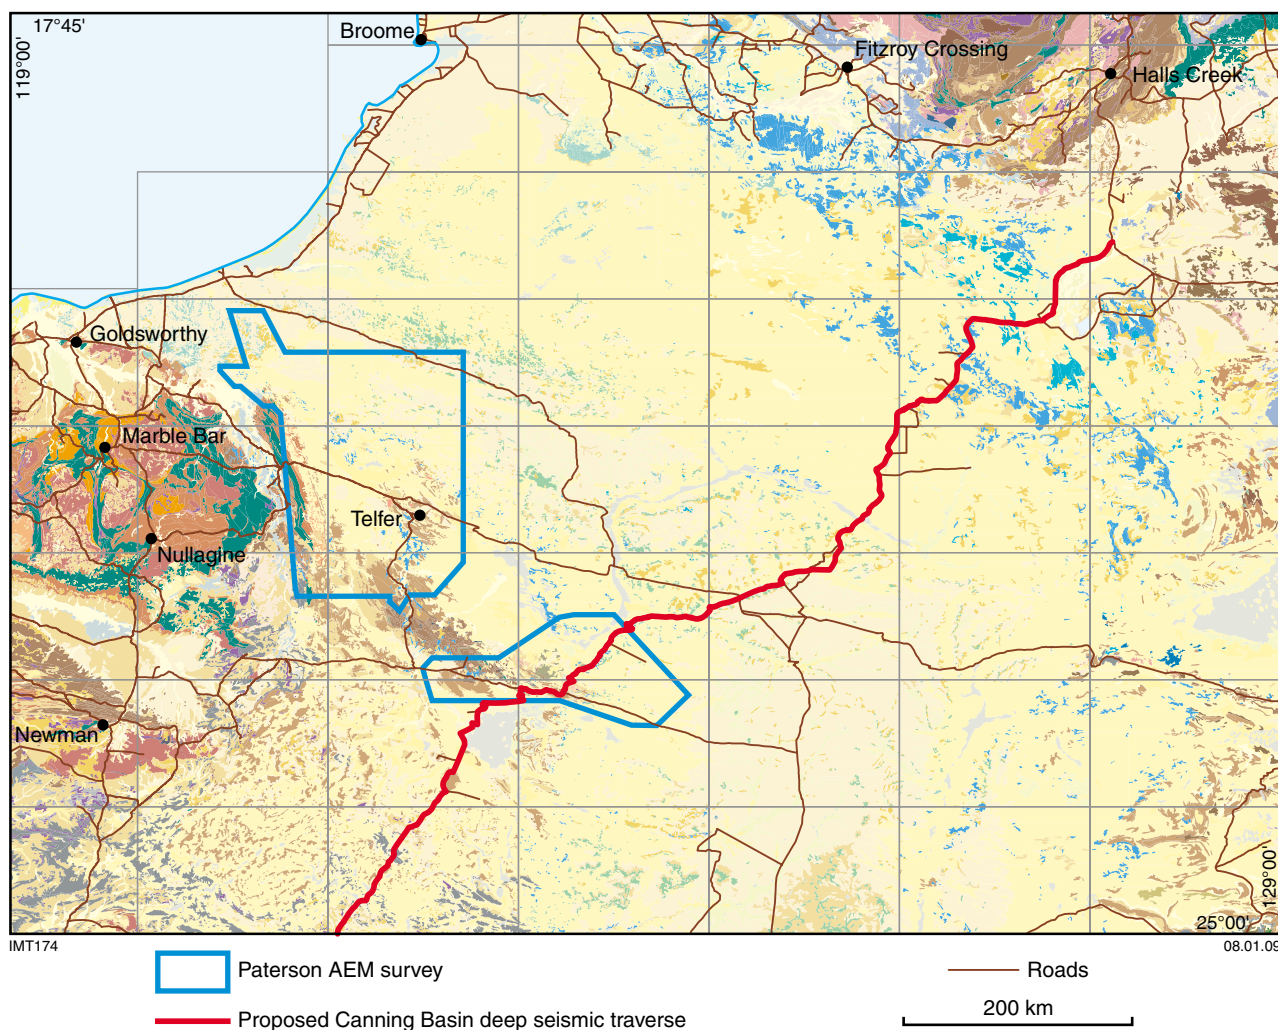 17°45'
119°00'
Broome
Fitzroy Crossing
Halls Creek
Goldsworthy
Marble Bar
Telfer
Nullagine
Newman
129°00'
25°00'
IMT174
08.01.09
Paterson AEM survey
Roads
200 km
Proposed Canning Basin deep seismic traverse